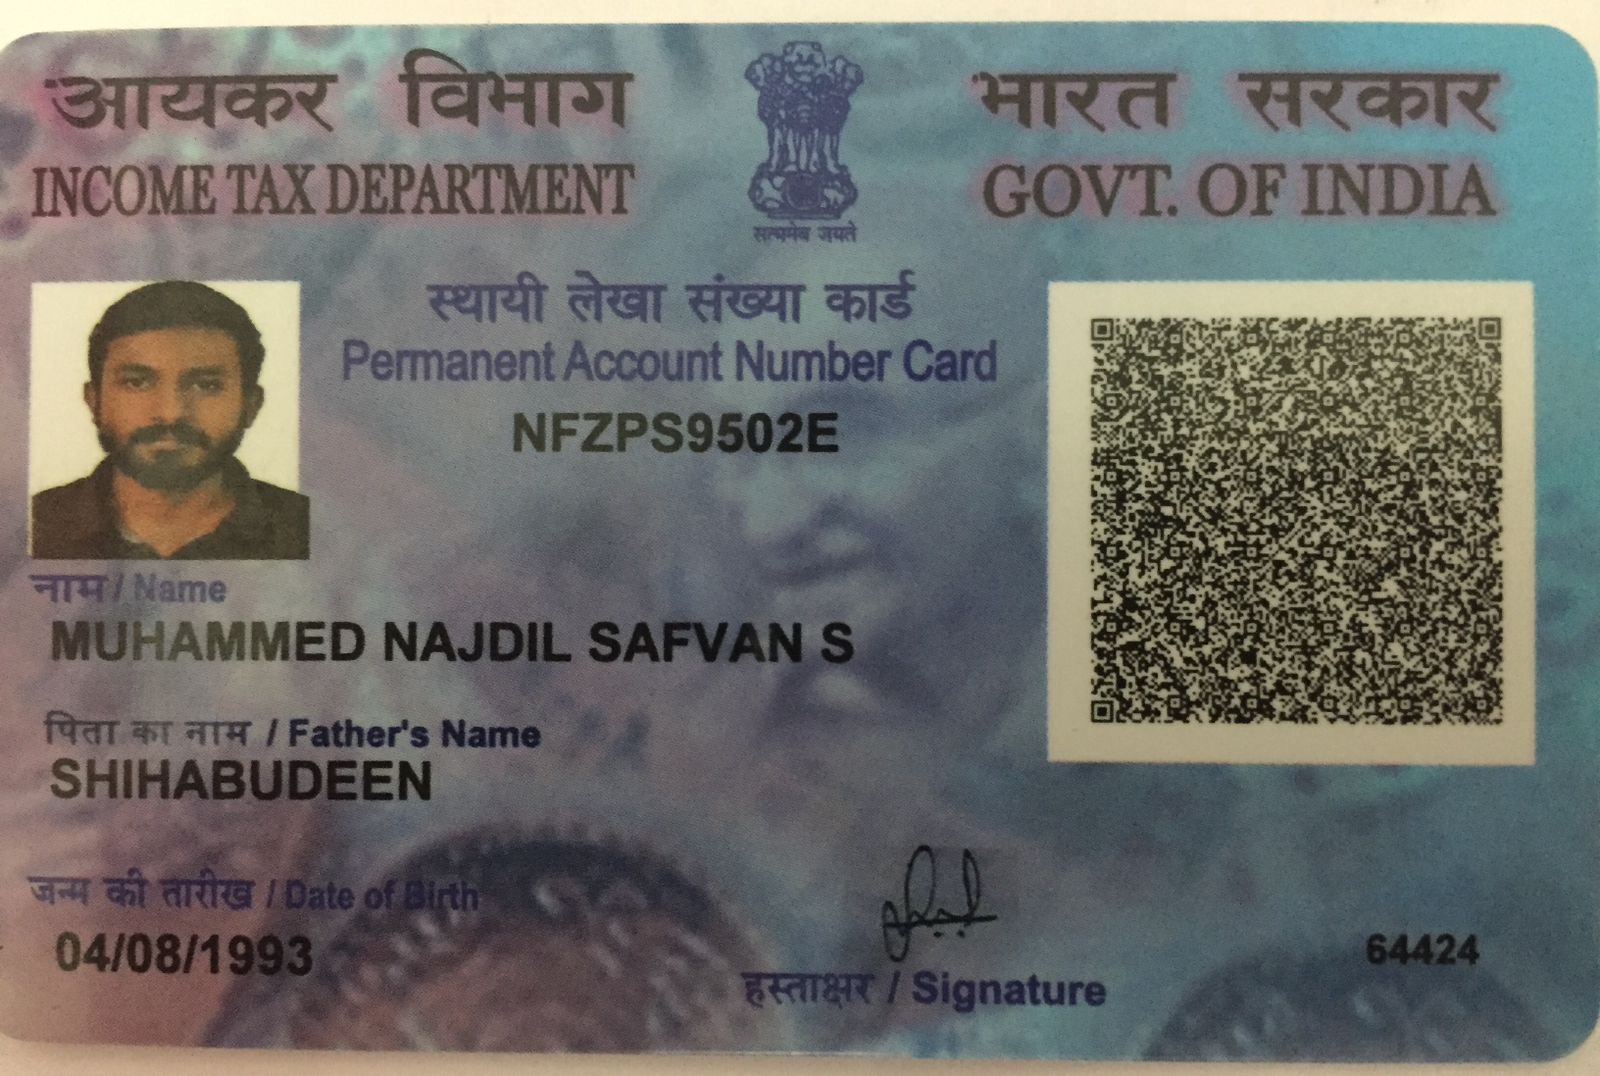 आयकर विभाग
INCOME TAX DEPARTMENT
सत्यमेव जयते
भारत सरकार
GOVT. OF INDIA
स्थायी लेखा संख्या कार्ड
Permanent Account Number Card
NFZPS9502E
नाम / Name
MUHAMMED NAJDIL SAFVAN S
पिता का नाम / Father's Name
SHIHABUDEEN
जन्म की तारीख / Date of Birth
04/08/1993
हस्ताक्षर / Signature
64424